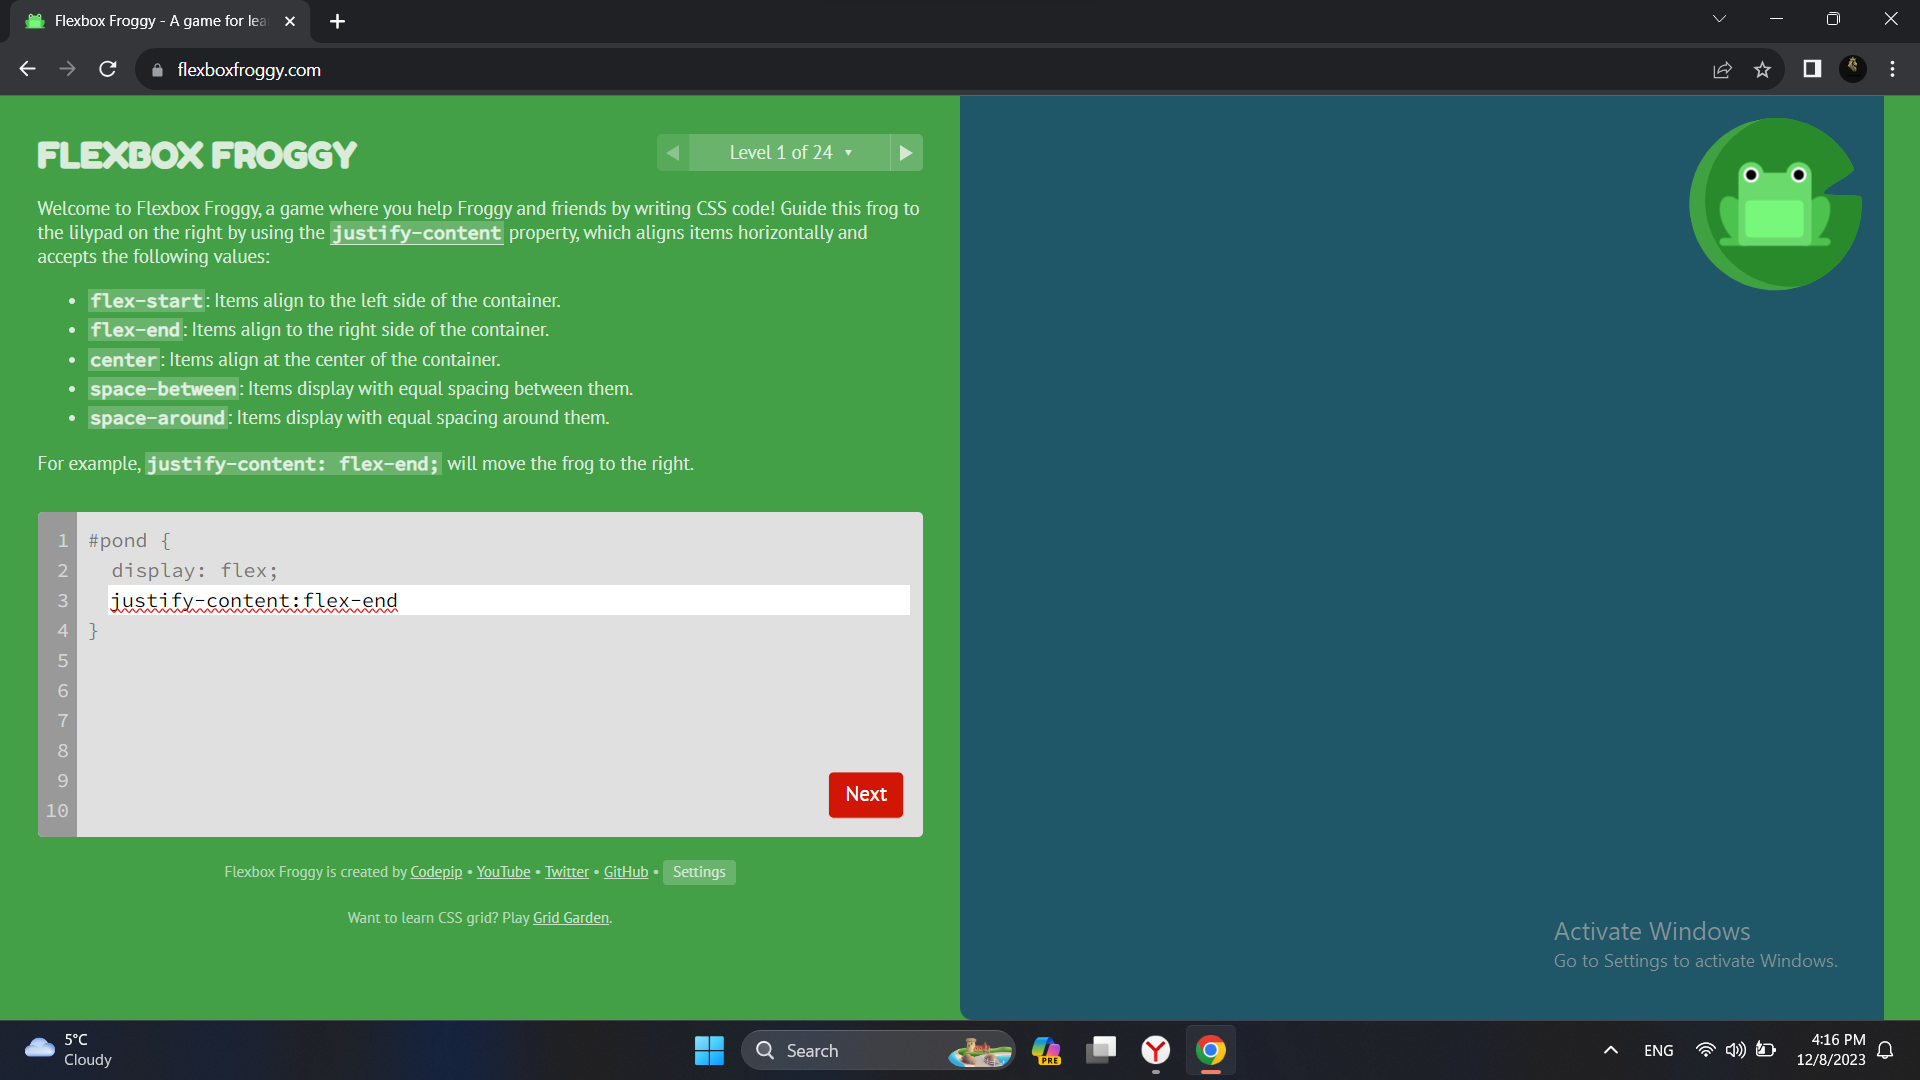 Flexbox Froggy - A game for lea
flexboxfroggy.com
FLEXBOX FROGGY
Level 1 of 24
Welcome to Flexbox Froggy, a game where you help Froggy and friends by writing CSS code! Guide this frog to
the lilypad on the right by using the justify-content property, which aligns items horizontally and
accepts the following values:
• flex-start: Items align to the left side of the container.
• flex-end: Items align to the right side of the container.
• center: Items align at the center of the container.
• space-between: Items display with equal spacing between them.
• space-around: Items display with equal spacing around them.
For example, justify-content: flex-end; will move the frog to the right.
1 #pond {
2 display: flex;
3 justify-content:flex-end
4 }
5
6
7
8
9
10
Next
Flexbox Froggy is created by Codepip • YouTube • Twitter • GitHub • Settings
Want to learn CSS grid? Play Grid Garden.
Activate Windows
Go to Settings to activate Windows.
5°C
Cloudy
Search
PRE
ENG
4:16 PM
12/8/2023